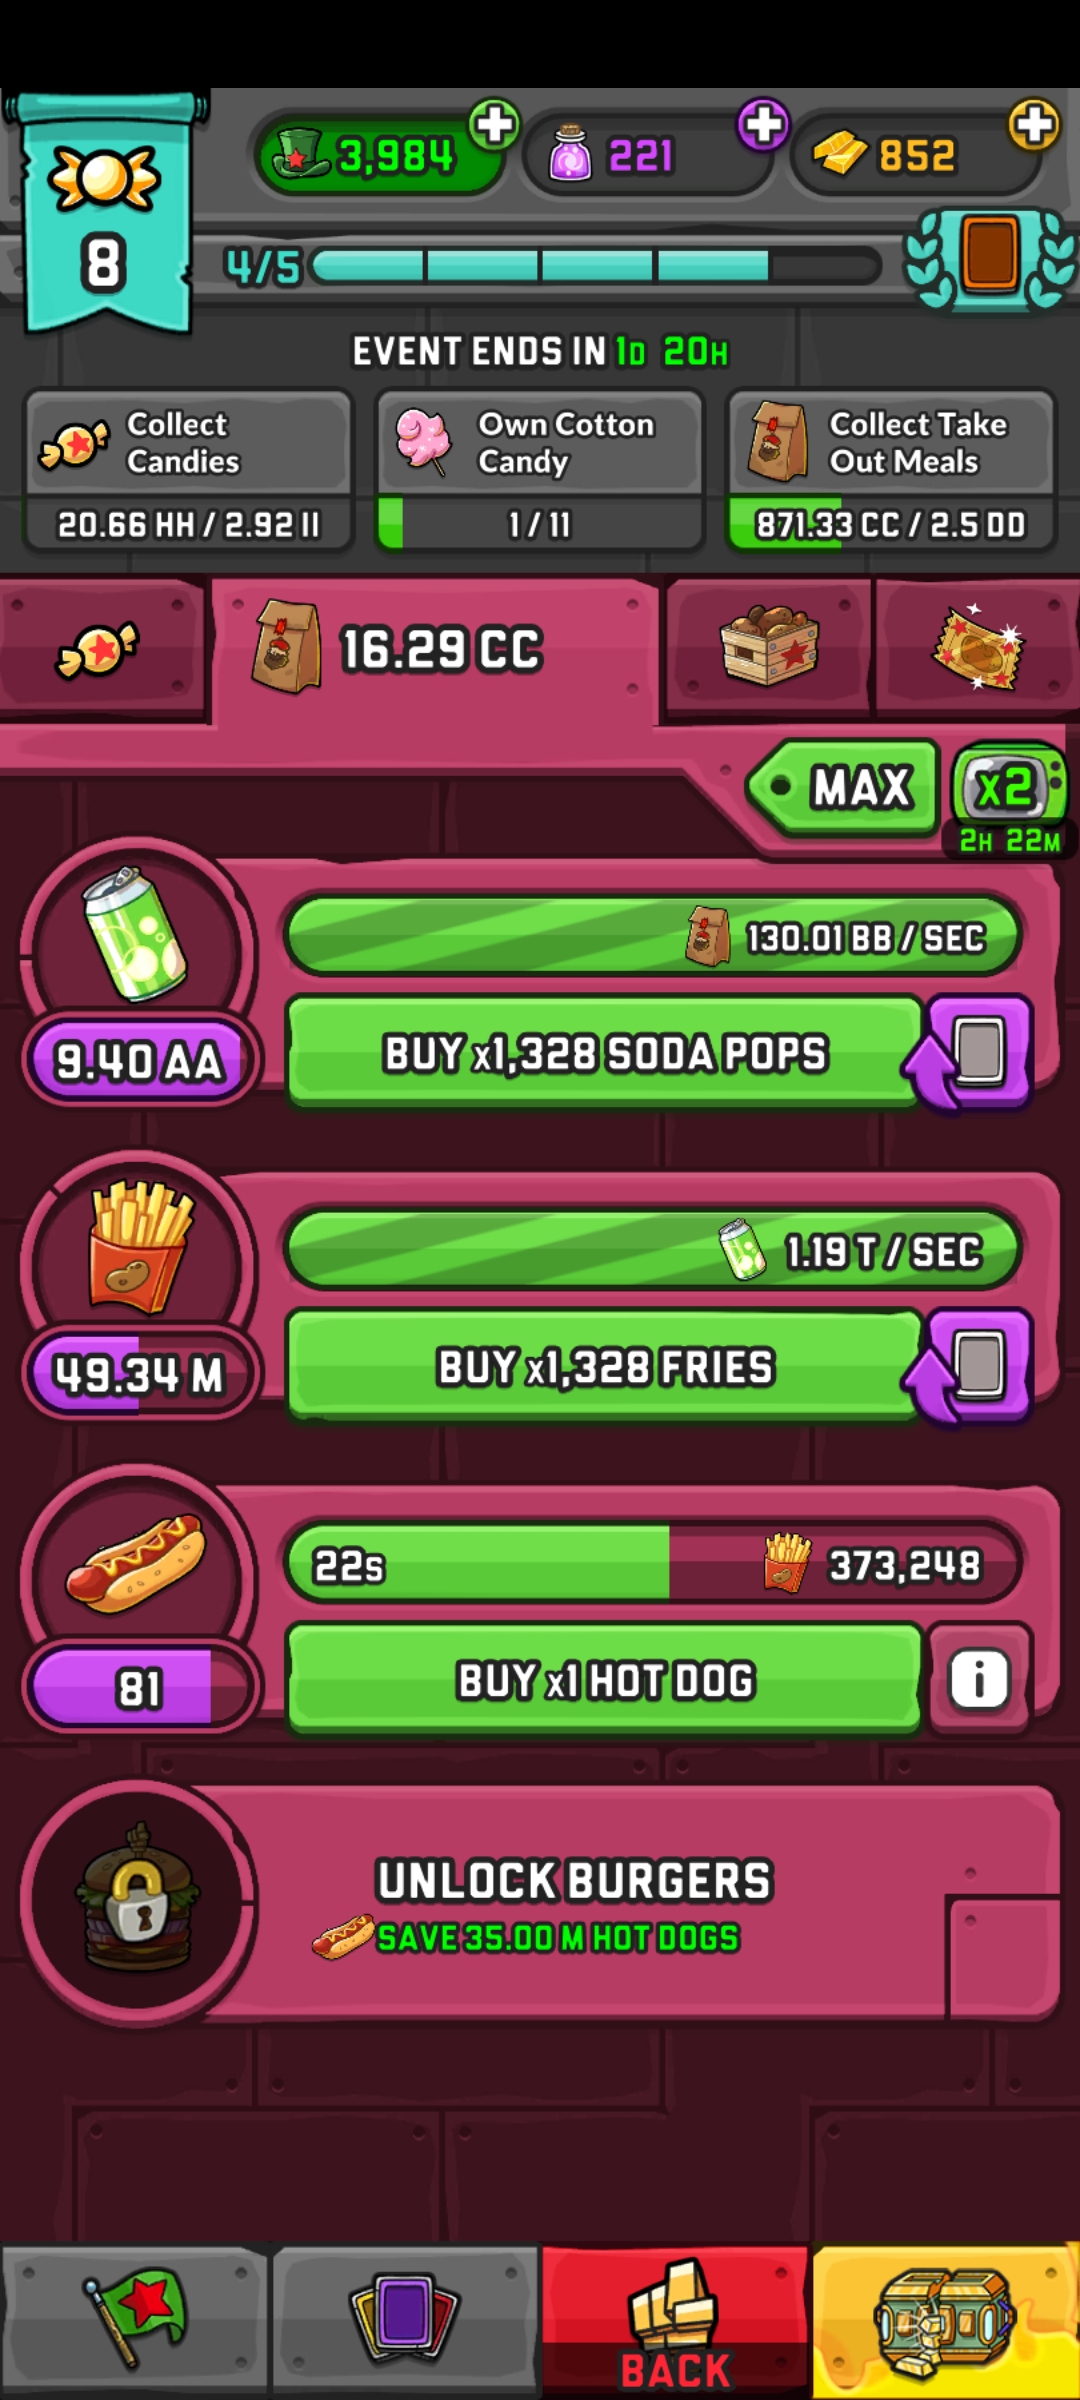 3,984
221
852
8
4/5
EVENT ENDS IN 1D 20H
Collect
Candies
20.66 HH / 2.92 II
Own Cotton
Candy
1 / 11
Collect Take
Out Meals
871.33 CC / 2.5 DD
16.29 CC
MAX
x2
2H 22M
130.01 BB / SEC
9.40 AA
BUY x1,328 SODA POPS
1.19 T / SEC
49.34 M
BUY x1,328 FRIES
22s
373,248
81
BUY x1 HOT DOG
i
UNLOCK BURGERS
SAVE 35.00 M HOT DOGS
BACK